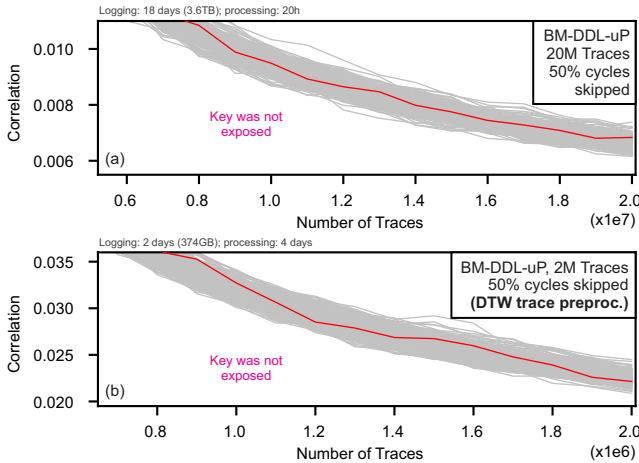 Logging: 18 days (3.6TB); processing: 20h
BM-DDL-uP
20M Traces
50% cycles
skipped
0.010
0.008
0.006
Correlation
Key was not
exposed
(a)
0.6 0.8 1.0 1.2 1.4 1.6 1.8 2.0
Number of Traces
(x1e7)
Logging: 2 days (374GB); processing: 4 days
BM-DDL-uP, 2M Traces
50% cycles skipped
(DTW trace preproc.)
0.035
0.030
0.025
0.020
Correlation
Key was not
exposed
(b)
0.8 1.0 1.2 1.4 1.6 1.8 2.0
Number of Traces
(x1e6)